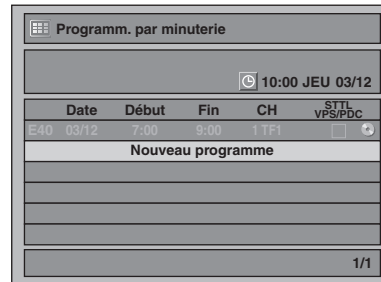 Programm. par minuterie
10:00 JEU 03/12
Date Début Fin CH STTL VPS/PDC
E40 03/12 7:00 9:00 1 TF1
Nouveau programme
1/1